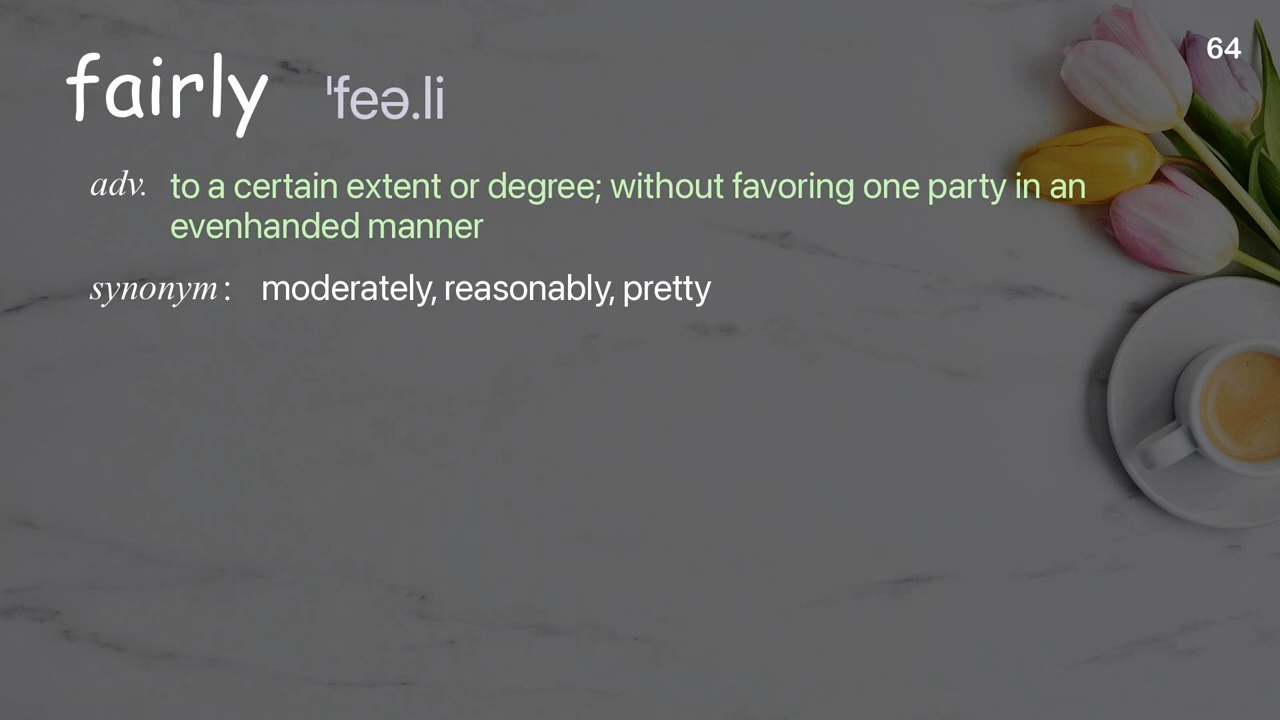 64
fairly ˈfeə.li
adv. to a certain extent or degree; without favoring one party in an
evenhanded manner
synonym: moderately, reasonably, pretty